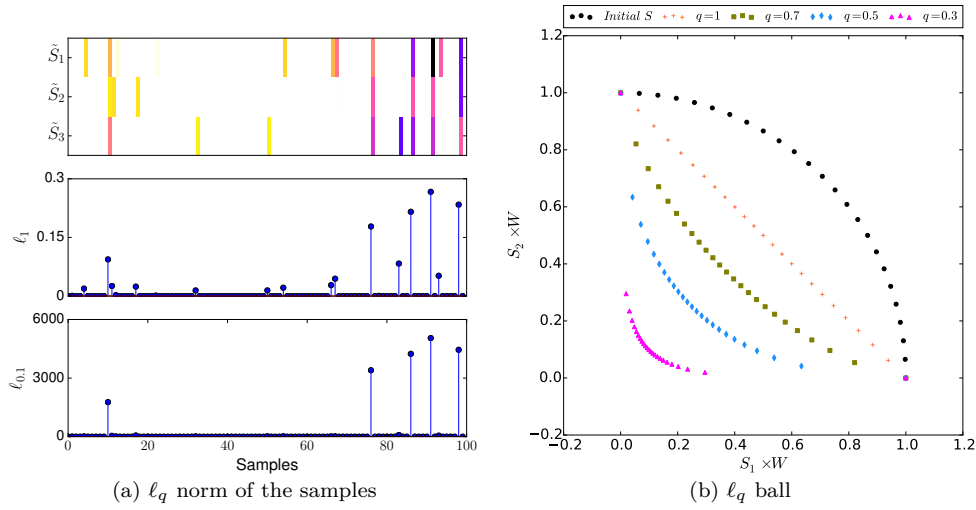 S̃₁
S̃₂
S̃₃
0.3
0.15
0
ℓ₁
6000
3000
0
ℓ₀.₁
0 20 40 60 80 100
Samples
(a) ℓq norm of the samples
Initial S q=1 q=0.7 q=0.5 q=0.3
1.2
1.0
0.8
0.6
0.4
0.2
0.0
−0.2
S₂ ×W
−0.2 0.0 0.2 0.4 0.6 0.8 1.0 1.2
S₁ ×W
(b) ℓq ball